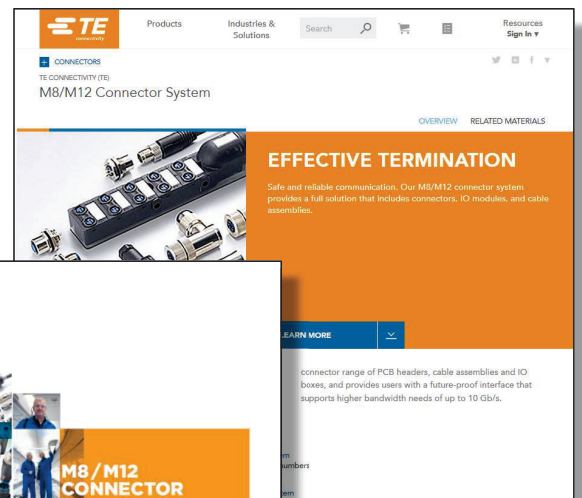 TE
connectivity
Products
Industries &
Solutions
Search
Resources
Sign In ▾
+ CONNECTORS
TE CONNECTIVITY (TE)
M8/M12 Connector System
OVERVIEW RELATED MATERIALS
EFFECTIVE TERMINATION
Safe and reliable communication. Our M8/M12 connector system
provides a full solution that includes connectors, IO modules, and cable
assemblies.
LEARN MORE
connector range of PCB headers, cable assemblies and IO
boxes, and provides users with a future-proof interface that
supports higher bandwidth needs of up to 10 Gb/s.
M8/M12
CONNECTOR